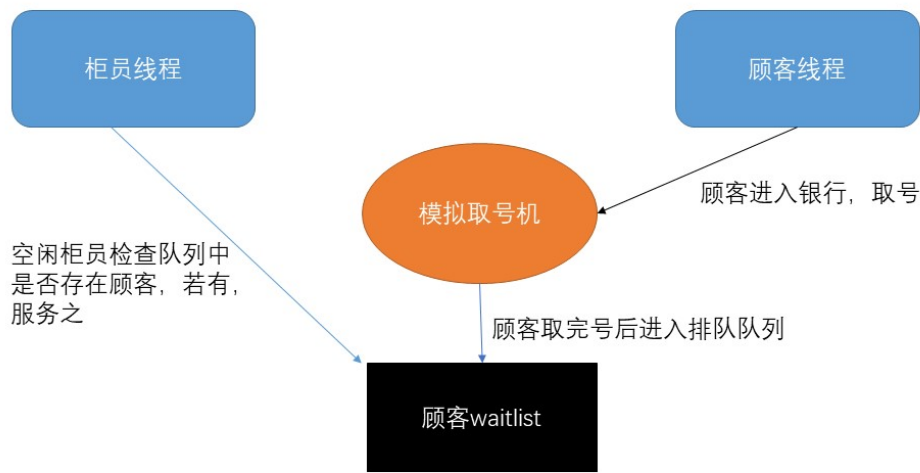 柜员线程
顾客线程
模拟取号机
顾客进入银行，取号
空闲柜员检查队列中
是否存在顾客，若有，
服务之
顾客取完号后进入排队队列
顾客waitlist